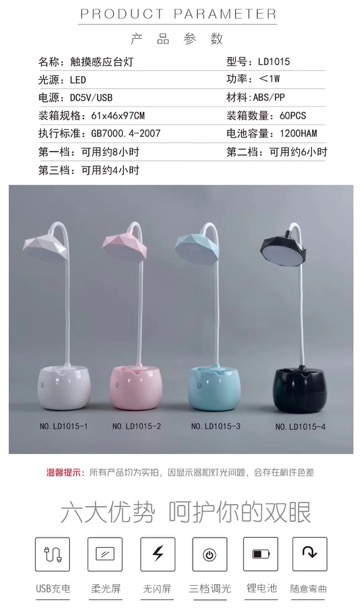 PRODUCT PARAMETER
产 品 参 数
名称: 触摸感应台灯 型号: LD1015
光源: LED 功率: <1W
电源: DC5V/USB 材料:ABS/PP
装箱规格: 61x46x97CM 装箱数量: 60PCS
执行标准: GB7000.4-2007 电池容量: 1200HAM
第一档: 可用约8小时 第二档: 可用约6小时
第三档: 可用约4小时
NO. LD1015-1 NO. LD1015-2 NO. LD1015-3 NO. LD1015-4
温馨提示: 所有产品均为实拍，因显示器和灯光问题，会存在稍许色差
六大优势 呵护你的双眼
USB充电 柔光屏 无闪屏 三档调光 锂电池 随意弯曲